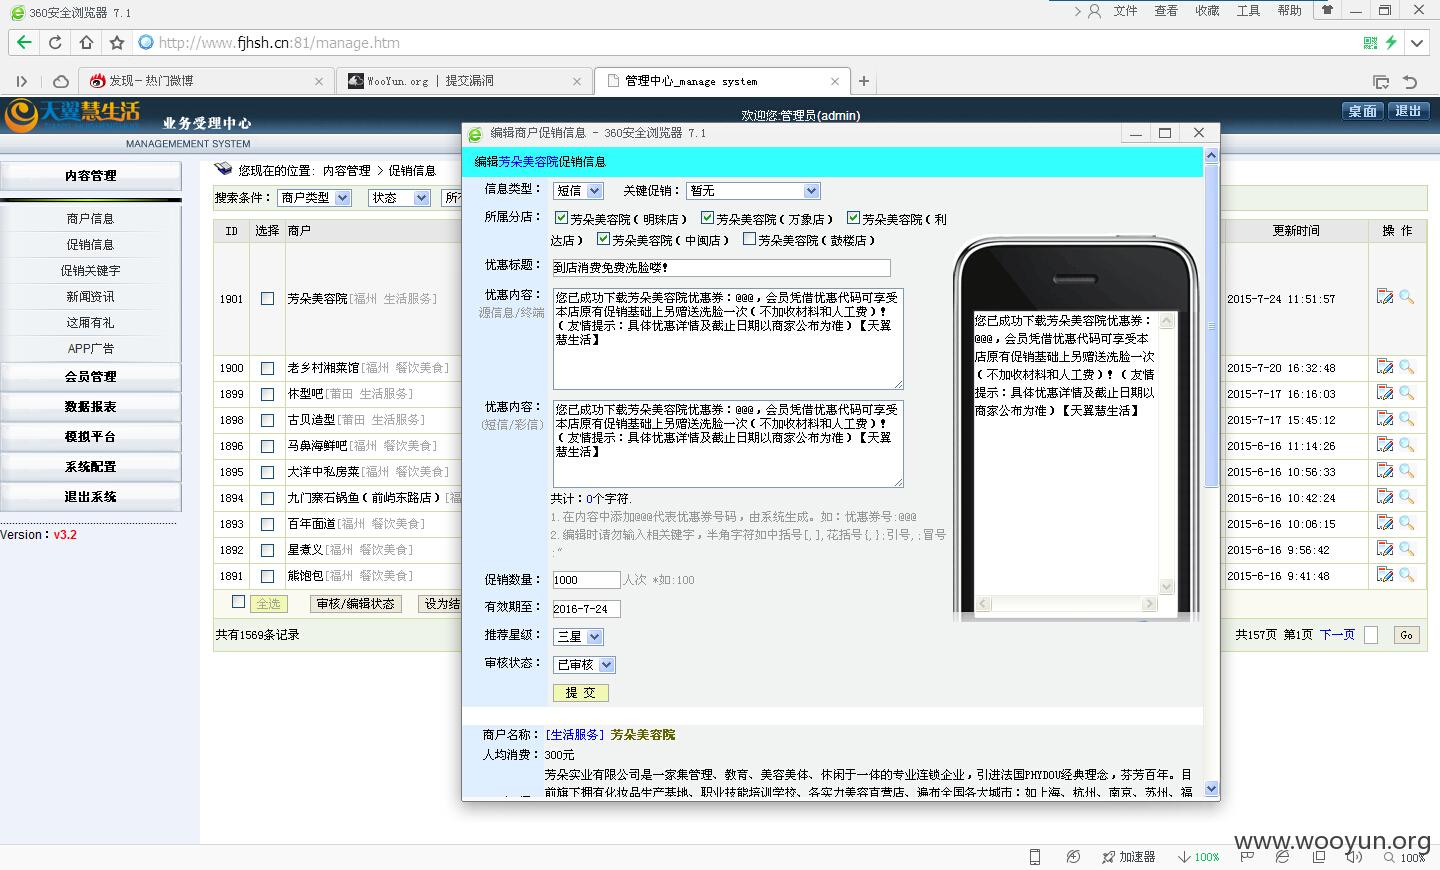 360安全浏览器 7.1
文件 查看 收藏 工具 帮助
http://www.fjhsh.cn:81/manage.htm
发现－热门微博
WooYun.org | 提交漏洞
管理中心_manage system
天翼慧生活 业务受理中心
MANAGEMEMENT SYSTEM
欢迎您:管理员(admin)
桌面 退出
内容管理
商户信息
促销信息
促销关键字
新闻资讯
这厢有礼
APP广告
会员管理
数据报表
模拟平台
系统配置
退出系统
Version：v3.2
您现在的位置: 内容管理 > 促销信息
搜索条件： 商户类型 状态
ID 选择 商户 更新时间 操 作
1901 芳朵美容院[福州 生活服务] 2015-7-24 11:51:57
1900 老乡村湘菜馆[福州 餐饮美食] 2015-7-20 16:32:48
1899 休型吧[莆田 生活服务] 2015-7-17 16:16:03
1898 古贝造型[莆田 生活服务] 2015-7-17 15:45:12
1896 马鼻海鲜吧[福州 餐饮美食] 2015-6-16 11:14:26
1895 大洋中私房菜[福州 餐饮美食] 2015-6-16 10:56:33
1894 九门寨石锅鱼（前屿东路店）[福 2015-6-16 10:42:24
1893 百年面道[福州 餐饮美食] 2015-6-16 10:06:15
1892 星煮义[福州 餐饮美食] 2015-6-16 9:56:42
1891 熊饱包[福州 餐饮美食] 2015-6-16 9:41:48
全选 审核/编辑状态 设为结
共有1569条记录
共157页 第1页 下一页 Go
编辑商户促销信息 - 360安全浏览器 7.1
编辑芳朵美容院促销信息
信息类型： 短信 关键促销： 暂无
所属分店： 芳朵美容院（明珠店） 芳朵美容院（万象店） 芳朵美容院（利
达店） 芳朵美容院（中闽店） 芳朵美容院（鼓楼店）
优惠标题： 到店消费免费洗脸喽！
优惠内容：
源信息/终端
您已成功下载芳朵美容院优惠券：@@@，会员凭借优惠代码可享受
本店原有促销基础上另赠送洗脸一次（不加收材料和人工费）！
（友情提示：具体优惠详情及截止日期以商家公布为准）【天翼
慧生活】
优惠内容：
(短信/彩信)
您已成功下载芳朵美容院优惠券：@@@，会员凭借优惠代码可享受
本店原有促销基础上另赠送洗脸一次（不加收材料和人工费）！
（友情提示：具体优惠详情及截止日期以商家公布为准）【天翼
慧生活】
共计：0个字符.
1.在内容中添加@@@代表优惠券号码，由系统生成。如：优惠券号:@@@
2.编辑时请勿输入相关键字，半角字符如中括号[,],花括号{,};引号,;冒号
:"
促销数量： 1000 人次 *如:100
有效期至： 2016-7-24
推荐星级： 三星
审核状态： 已审核
提 交
您已成功下载芳朵美容院优惠券：
@@@，会员凭借优惠代码可享受本
店原有促销基础上另赠送洗脸一次
（不加收材料和人工费）！（友情
提示：具体优惠详情及截止日期以
商家公布为准）【天翼慧生活】
商户名称： [生活服务] 芳朵美容院
人均消费： 300元
芳朵实业有限公司是一家集管理、教育、美容美体、休闲于一体的专业连锁企业，引进法国PHYDOU经典理念，芬芳百年。目
前旗下拥有化妆品生产基地、职业技能培训学校、各实力美容直营店、遍布全国各大城市：如上海、杭州、南京、苏州、福
www.wooyun.org
加速器 100% 100%